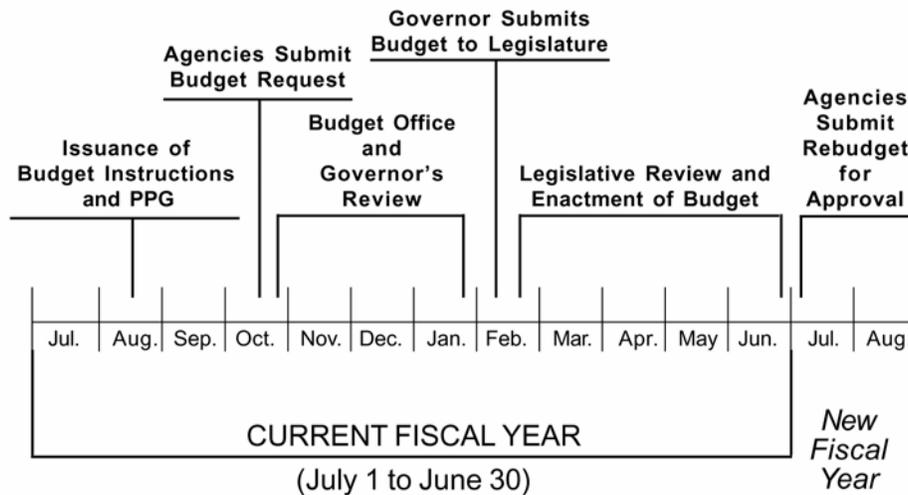 Governor Submits
Budget to Legislature
Agencies Submit
Budget Request
Agencies
Submit
Rebudget
for
Approval
Budget Office
and
Governor's
Review
Issuance of
Budget Instructions
and PPG
Legislative Review and
Enactment of Budget
Jul. Aug. Sep. Oct. Nov. Dec. Jan. Feb. Mar. Apr. May Jun. Jul. Aug
CURRENT FISCAL YEAR
(July 1 to June 30)
New
Fiscal
Year